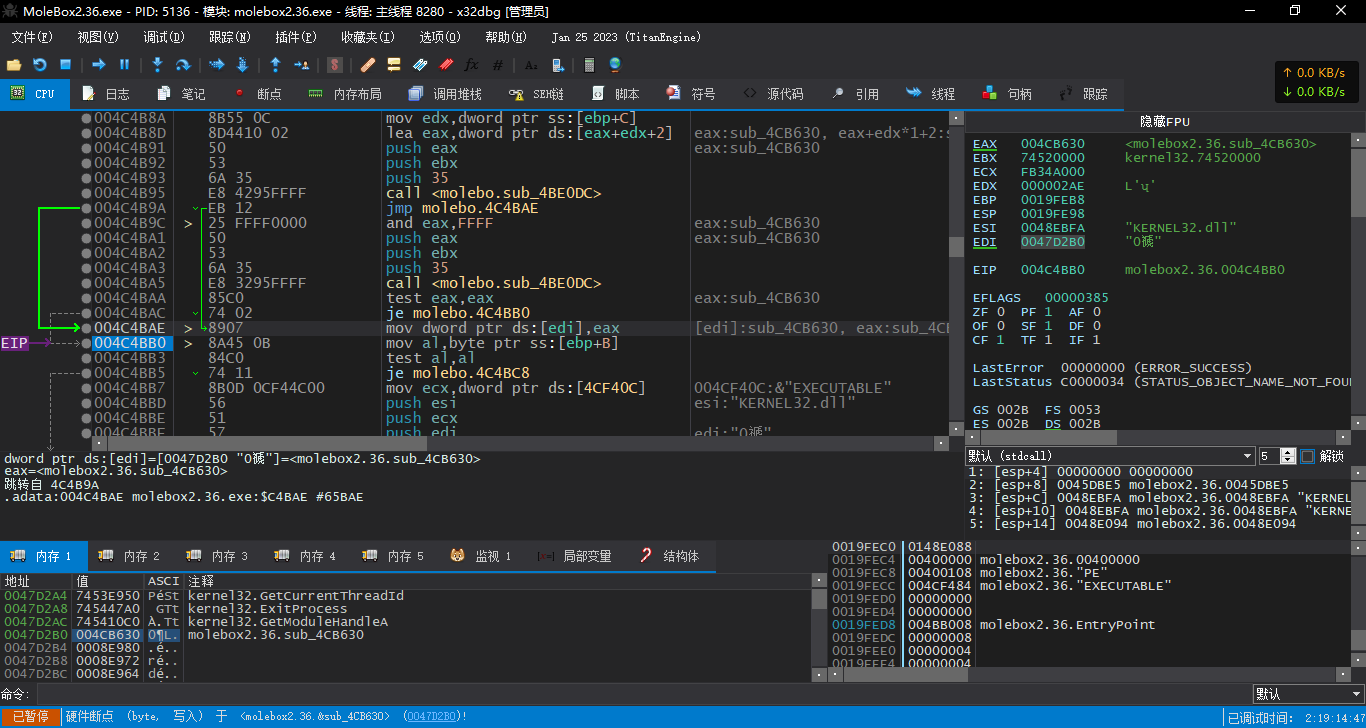 MoleBox2.36.exe - PID: 5136 - 模块: molebox2.36.exe - 线程: 主线程 8280 - x32dbg [管理员]
文件(F) 视图(V) 调试(D) 跟踪(N) 插件(P) 收藏夹(I) 选项(O) 帮助(H) Jan 25 2023 (TitanEngine)
↑ 0.0 KB/s
↓ 0.0 KB/s
CPU 日志 笔记 断点 内存布局 调用堆栈 SEH链 脚本 符号 源代码 引用 线程 句柄 跟踪
004C4B8A 8B55 0C mov edx,dword ptr ss:[ebp+C]
004C4B8D 8D4410 02 lea eax,dword ptr ds:[eax+edx+2] eax:sub_4CB630, eax+edx*1+2:s
004C4B91 50 push eax eax:sub_4CB630
004C4B92 53 push ebx
004C4B93 6A 35 push 35
004C4B95 E8 4295FFFF call <molebo.sub_4BE0DC>
004C4B9A EB 12 jmp molebo.4C4BAE
004C4B9C > 25 FFFF0000 and eax,FFFF eax:sub_4CB630
004C4BA1 50 push eax eax:sub_4CB630
004C4BA2 53 push ebx
004C4BA3 6A 35 push 35
004C4BA5 E8 3295FFFF call <molebo.sub_4BE0DC>
004C4BAA 85C0 test eax,eax eax:sub_4CB630
004C4BAC 74 02 je molebo.4C4BB0
004C4BAE > 8907 mov dword ptr ds:[edi],eax [edi]:sub_4CB630, eax:sub_4CB
EIP 004C4BB0 > 8A45 0B mov al,byte ptr ss:[ebp+B]
004C4BB3 84C0 test al,al
004C4BB5 74 11 je molebo.4C4BC8
004C4BB7 8B0D 0CF44C00 mov ecx,dword ptr ds:[4CF40C] 004CF40C:&"EXECUTABLE"
004C4BBD 56 push esi esi:"KERNEL32.dll"
004C4BBE 51 push ecx
004C4BBF 57 push edi
隐藏FPU
EAX 004CB630 <molebox2.36.sub_4CB630>
EBX 74520000 kernel32.74520000
ECX FB34A000
EDX 000002AE
EBP 0019FEB8
ESP 0019FE98
ESI 0048EBFA "KERNEL32.dll"
EDI 0047D2B0
EIP 004C4BB0 molebox2.36.004C4BB0
EFLAGS 00000385
ZF 0 PF 1 AF 0
OF 0 SF 1 DF 0
CF 1 TF 1 IF 1
LastError 00000000 (ERROR_SUCCESS)
LastStatus C0000034 (STATUS_OBJECT_NAME_NOT_FOU
GS 002B FS 0053
ES 002B DS 002B
dword ptr ds:[edi]=[0047D2B0]=<molebox2.36.sub_4CB630>
eax=<molebox2.36.sub_4CB630>
跳转自 4C4B9A
.adata:004C4BAE molebox2.36.exe:$C4BAE #65BAE
默认 (stdcall) 5 解锁
1: [esp+4] 00000000 00000000
2: [esp+8] 0045DBE5 molebox2.36.0045DBE5
3: [esp+C] 0048EBFA molebox2.36.0048EBFA "KERNEL
4: [esp+10] 0048EBFA molebox2.36.0048EBFA "KERNE
5: [esp+14] 0048E094 molebox2.36.0048E094
内存 1 内存 2 内存 3 内存 4 内存 5 监视 1 局部变量 结构体
地址 值 ASCI 注释
0047D2A4 7453E950 PéSt kernel32.GetCurrentThreadId
0047D2A8 745447A0 GTt kernel32.ExitProcess
0047D2AC 745410C0 À.Tt kernel32.GetModuleHandleA
0047D2B0 004CB630 0¶L. molebox2.36.sub_4CB630
0047D2B4 0008E980 .é..
0047D2B8 0008E972 ré..
0047D2BC 0008E964 dé..
0019FEC0 0148E088
0019FEC4 00400000 molebox2.36.00400000
0019FEC8 00400108 molebox2.36."PE"
0019FECC 004CF484 molebox2.36."EXECUTABLE"
0019FED0 00000000
0019FED4 00000000
0019FED8 004BB008 molebox2.36.EntryPoint
0019FEDC 00000000
0019FEE0 00000004
0019FEE4 00000004
命令: 默认
已暂停 硬件断点 (byte, 写入) 于 <molebox2.36.&sub_4CB630> (0047D2B0)! 已调试时间: 2:19:14:47